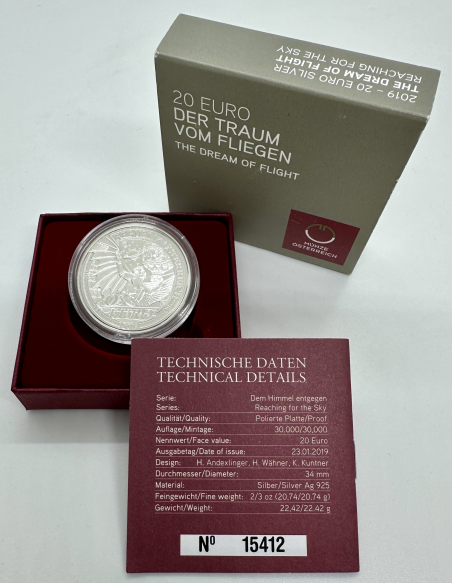 2019 – 20 EURO SILVER
THE DREAM OF FLIGHT
REACHING FOR THE SKY
20 EURO
DER TRAUM
VOM FLIEGEN
THE DREAM OF FLIGHT
MÜNZE
ÖSTERREICH
TECHNISCHE DATEN
TECHNICAL DETAILS
Serie: Dem Himmel entgegen
Series: Reaching for the Sky
Qualität/Quality: Polierte Platte/Proof
Auflage/Mintage: 30.000/30,000
Nennwert/Face value: 20 Euro
Ausgabetag/Date of issue: 23.01.2019
Design: H. Andexlinger, H. Wähner, K. Kuntner
Durchmesser/Diameter: 34 mm
Material: Silber/Silver Ag 925
Feingewicht/Fine weight: 2/3 oz (20,74/20.74 g)
Gewicht/Weight: 22,42/22.42 g
Nº 15412